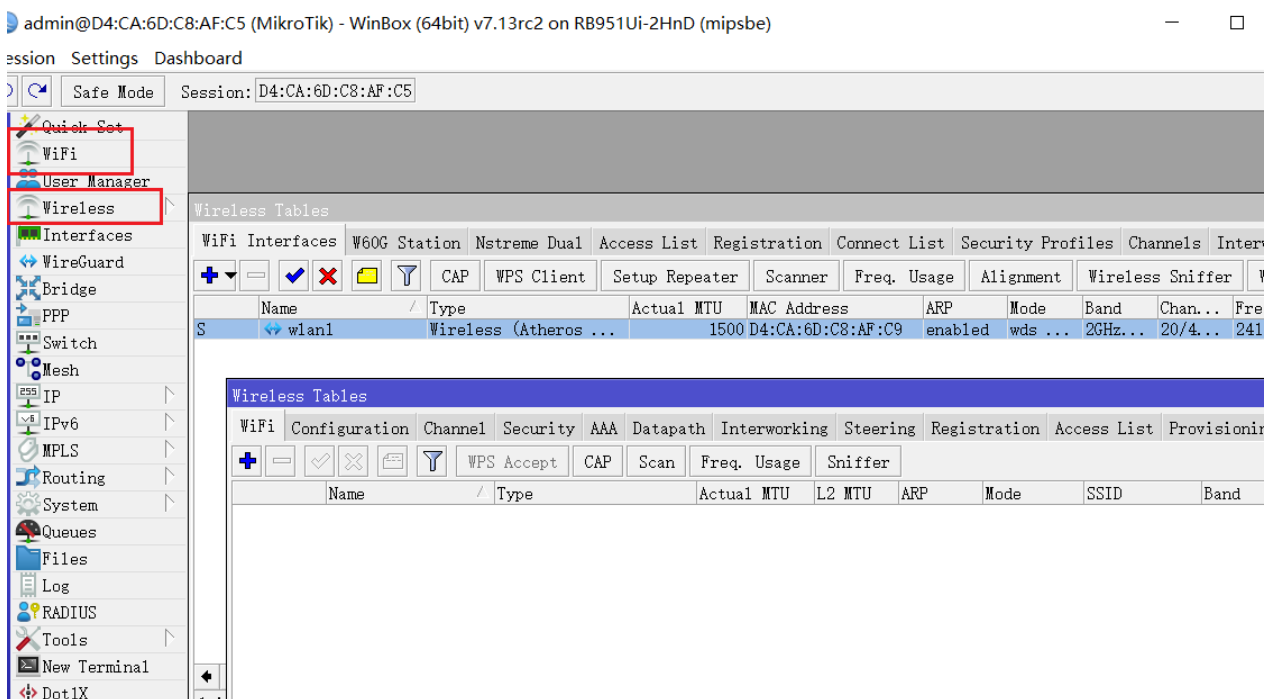 admin@D4:CA:6D:C8:AF:C5 (MikroTik) - WinBox (64bit) v7.13rc2 on RB951Ui-2HnD (mipsbe)
ession Settings Dashboard
Safe Mode Session: D4:CA:6D:C8:AF:C5
Quick Set
WiFi
User Manager
Wireless
Interfaces
WireGuard
Bridge
PPP
Switch
Mesh
255 IP
v6 IPv6
MPLS
Routing
System
Queues
Files
Log
RADIUS
Tools
New Terminal
Dot1X
Wireless Tables
WiFi Interfaces W60G Station Nstreme Dual Access List Registration Connect List Security Profiles Channels Interv
CAP WPS Client Setup Repeater Scanner Freq. Usage Alignment Wireless Sniffer W
Name Type Actual MTU MAC Address ARP Mode Band Chan... Fre
S wlan1 Wireless (Atheros ... 1500 D4:CA:6D:C8:AF:C9 enabled wds ... 2GHz... 20/4... 241
Wireless Tables
WiFi Configuration Channel Security AAA Datapath Interworking Steering Registration Access List Provisionin
WPS Accept CAP Scan Freq. Usage Sniffer
Name Type Actual MTU L2 MTU ARP Mode SSID Band